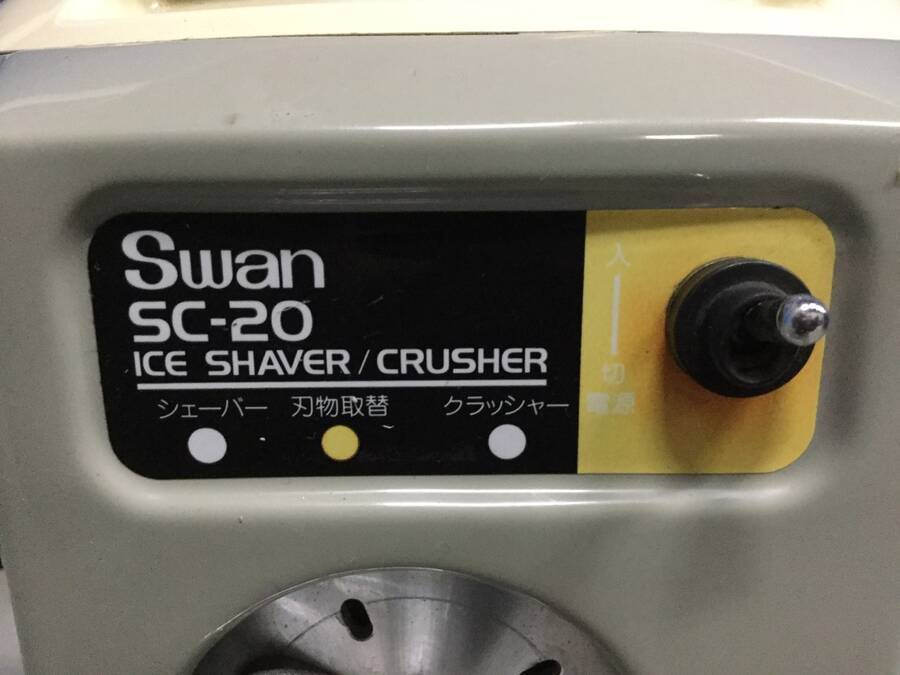 Swan
SC-20
ICE SHAVER/CRUSHER
シェーバー 刃物取替 クラッシャー
入
切
電源